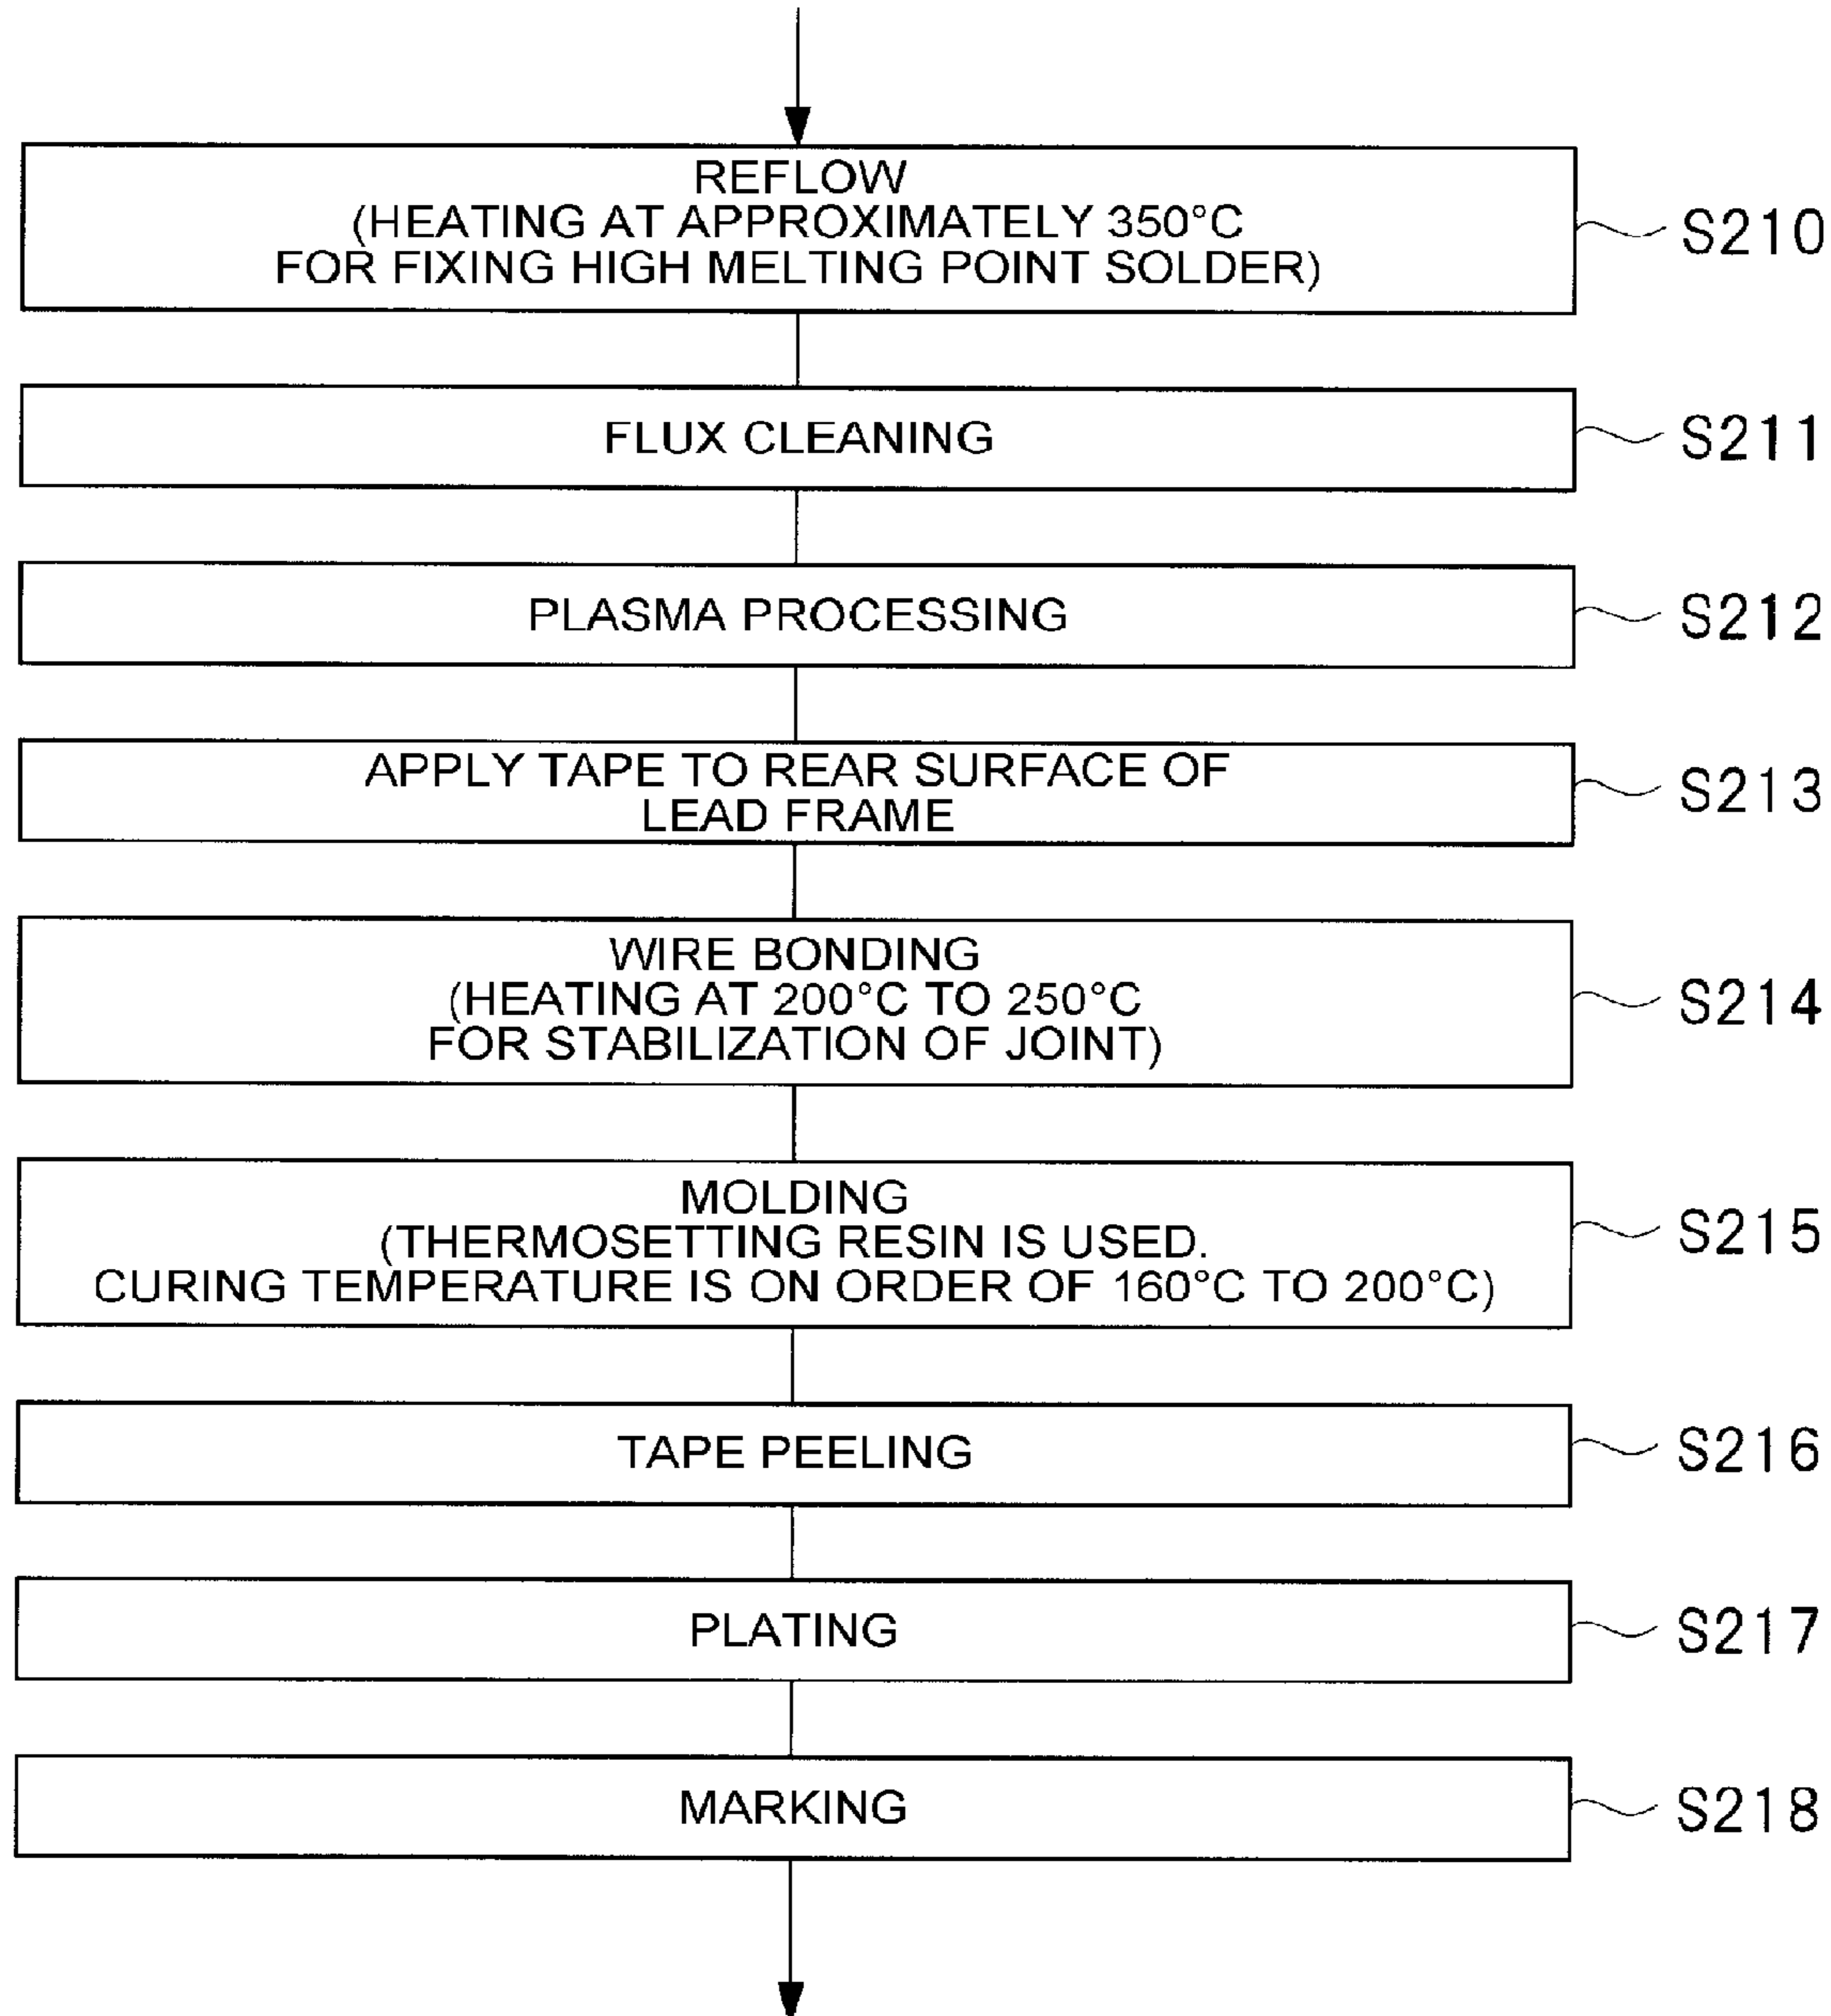 REFLOW
(HEATING AT APPROXIMATELY 350°C
FOR FIXING HIGH MELTING POINT SOLDER)
S210
FLUX CLEANING
S211
PLASMA PROCESSING
S212
APPLY TAPE TO REAR SURFACE OF
LEAD FRAME
S213
WIRE BONDING
(HEATING AT 200°C TO 250°C
FOR STABILIZATION OF JOINT)
S214
MOLDING
(THERMOSETTING RESIN IS USED.
CURING TEMPERATURE IS ON ORDER OF 160°C TO 200°C)
S215
TAPE PEELING
S216
PLATING
S217
MARKING
S218